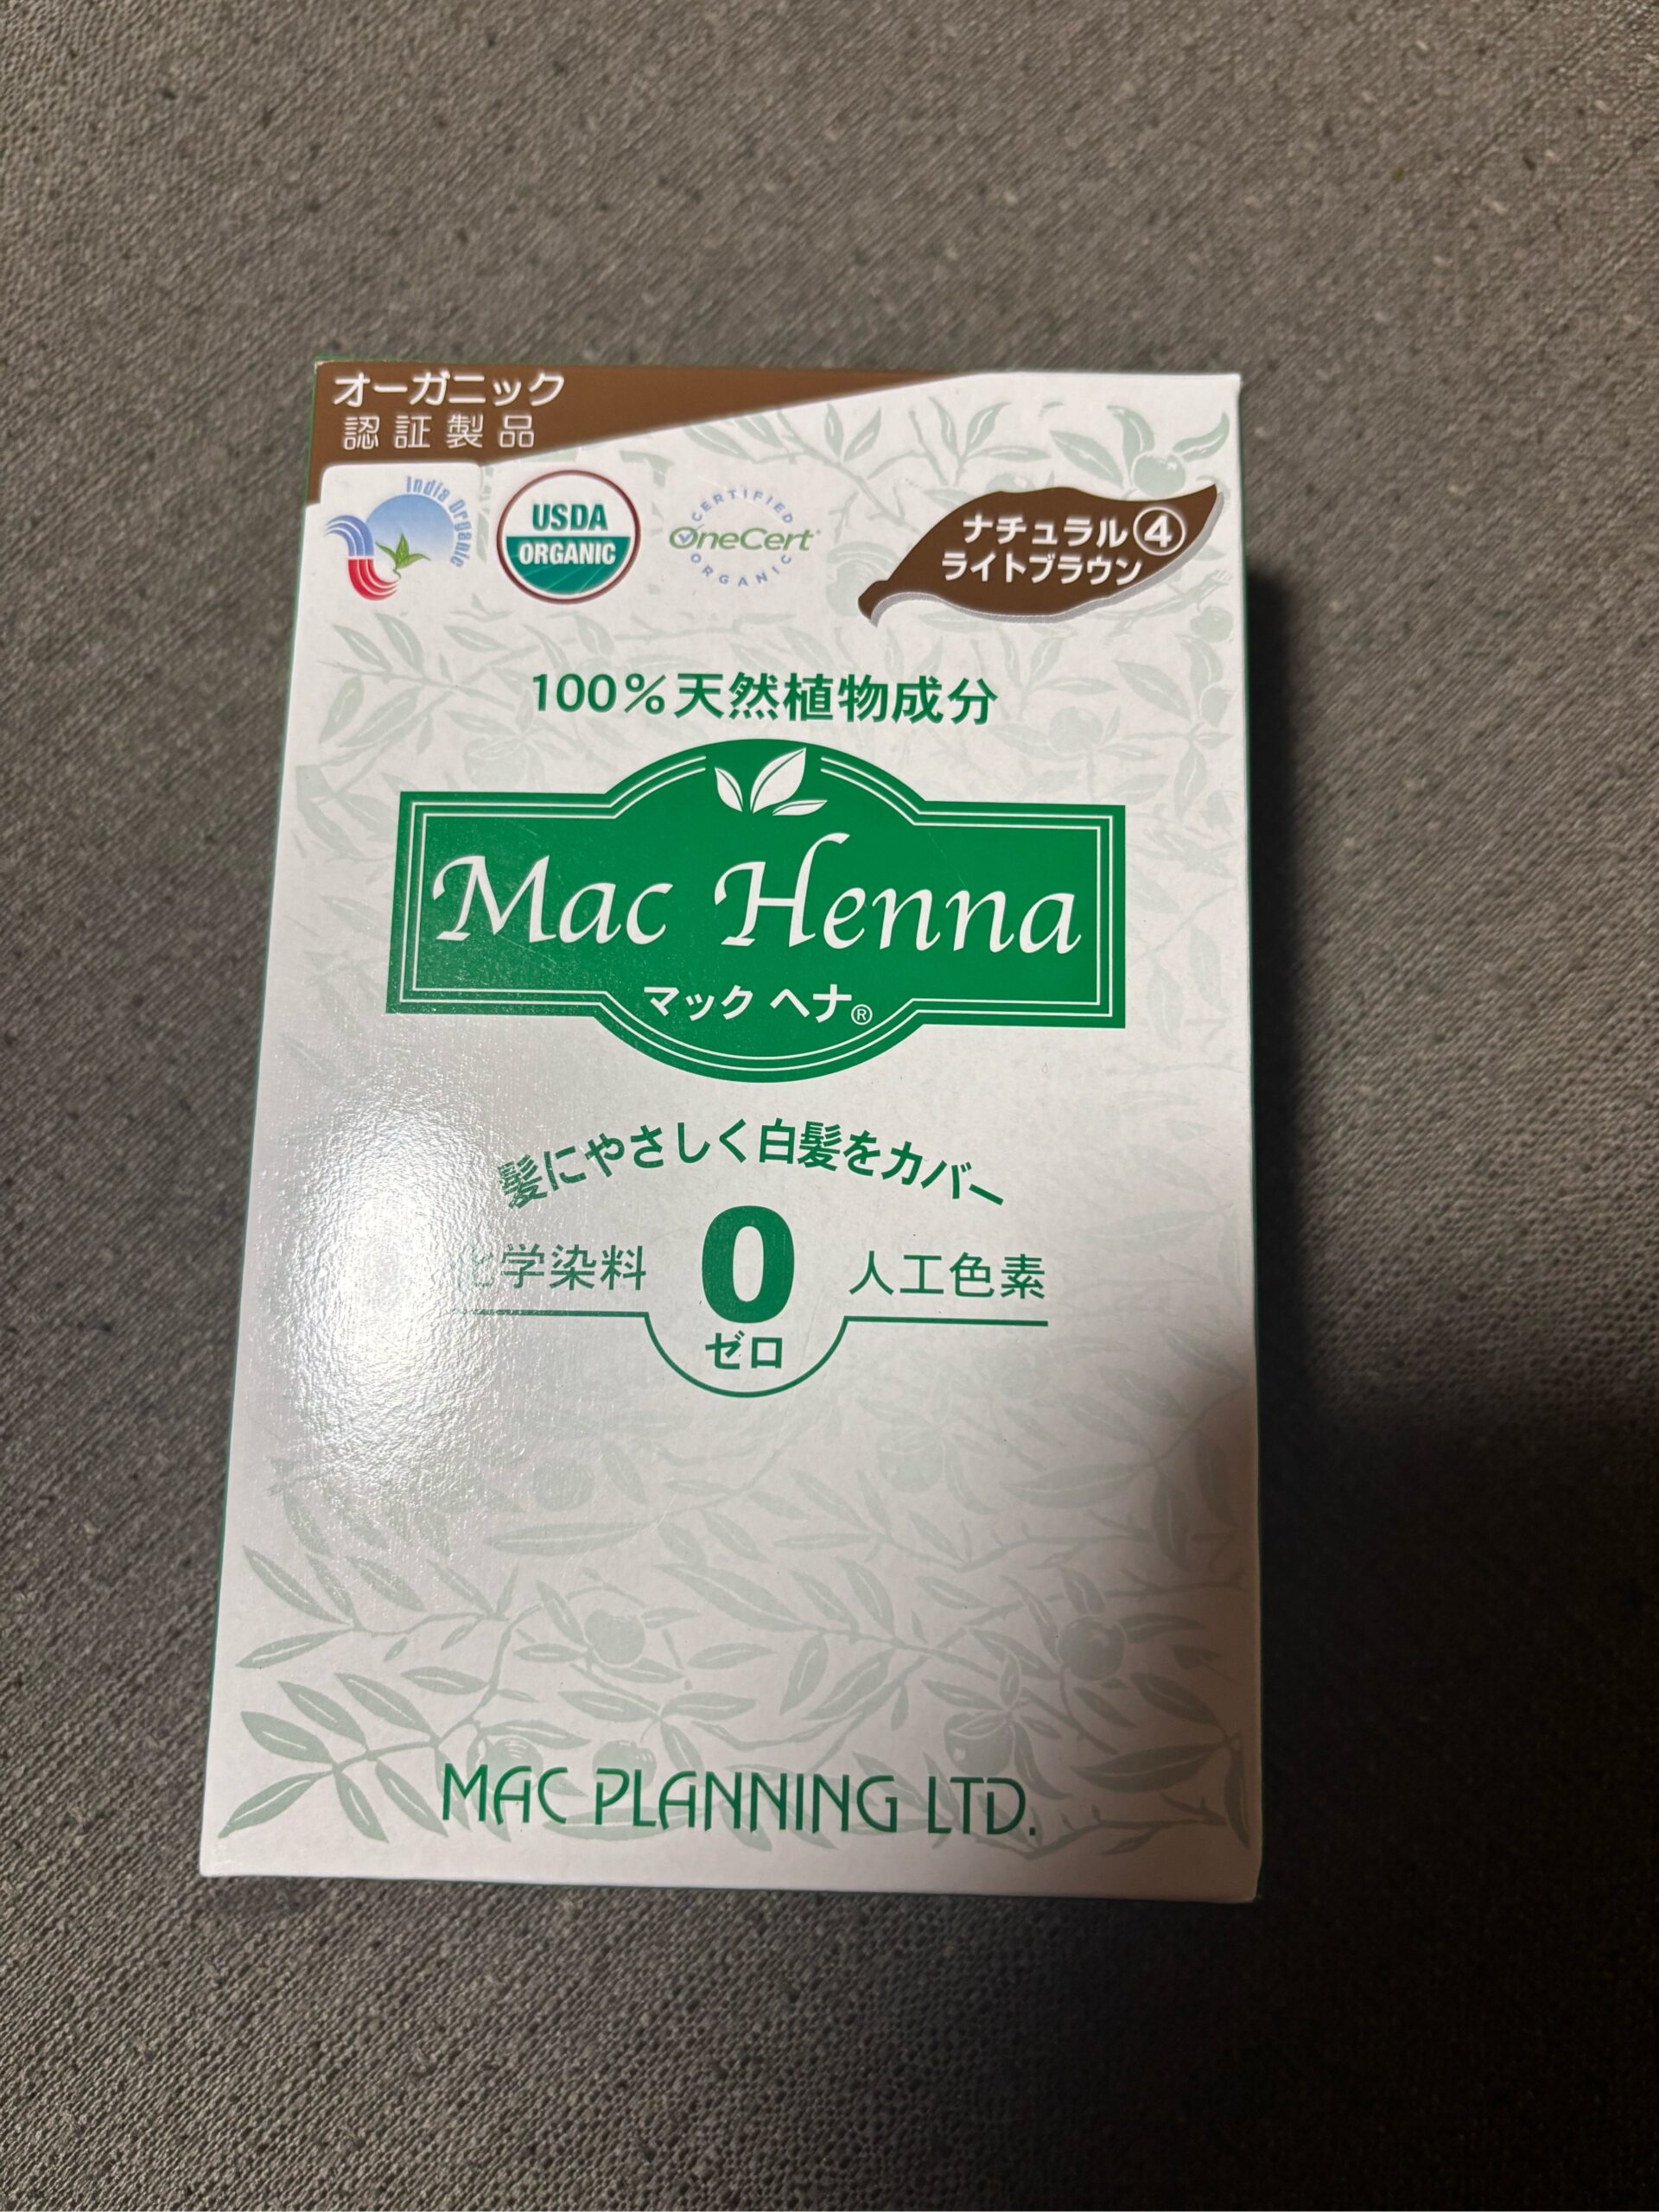 オーガニック
認証製品
India Organic
USDA
ORGANIC
CERTIFIED
OneCert
ORGANIC
ナチュラル④
ライトブラウン
100%天然植物成分
Mac Henna
マック ヘナ®
髪にやさしく白髪をカバー
化学染料 0 人工色素
ゼロ
MAC PLANNING LTD.